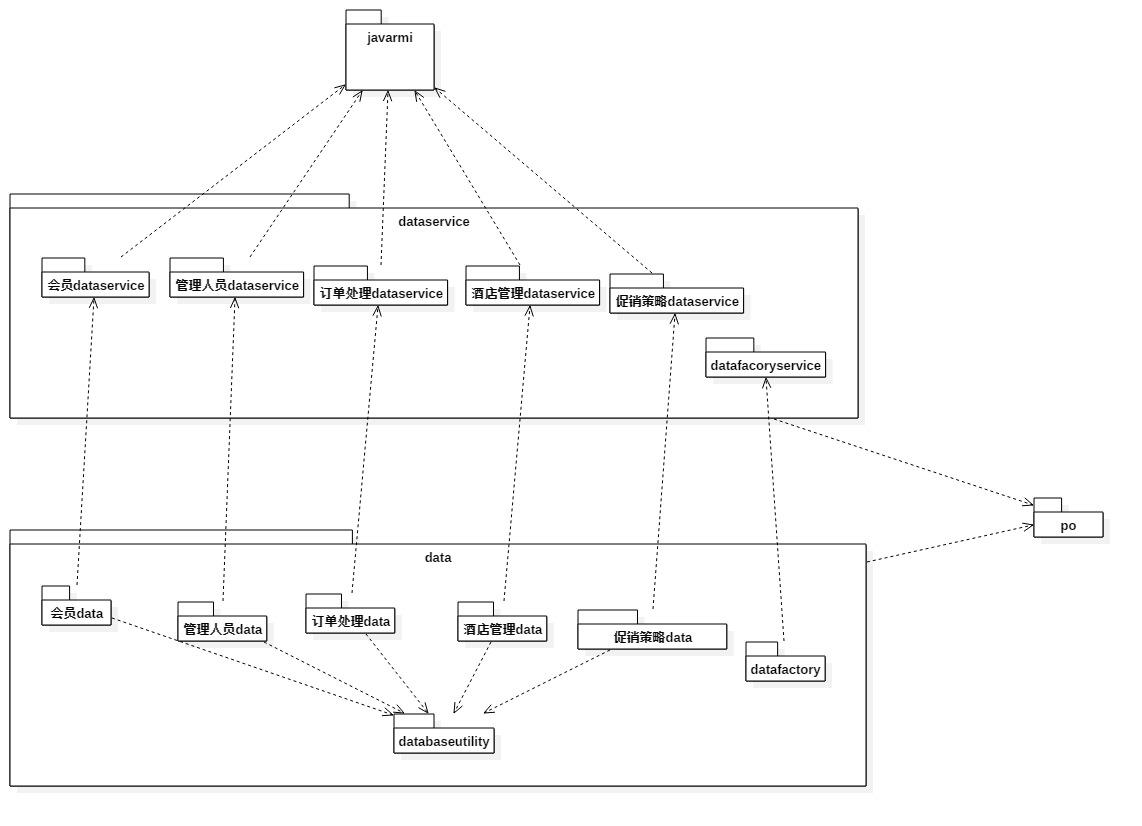 javarmi
dataservice
会员dataservice
管理人员dataservice
订单处理dataservice
酒店管理dataservice
促销策略dataservice
datafacoryservice
po
data
会员data
管理人员data
订单处理data
酒店管理data
促销策略data
datafactory
databaseutility